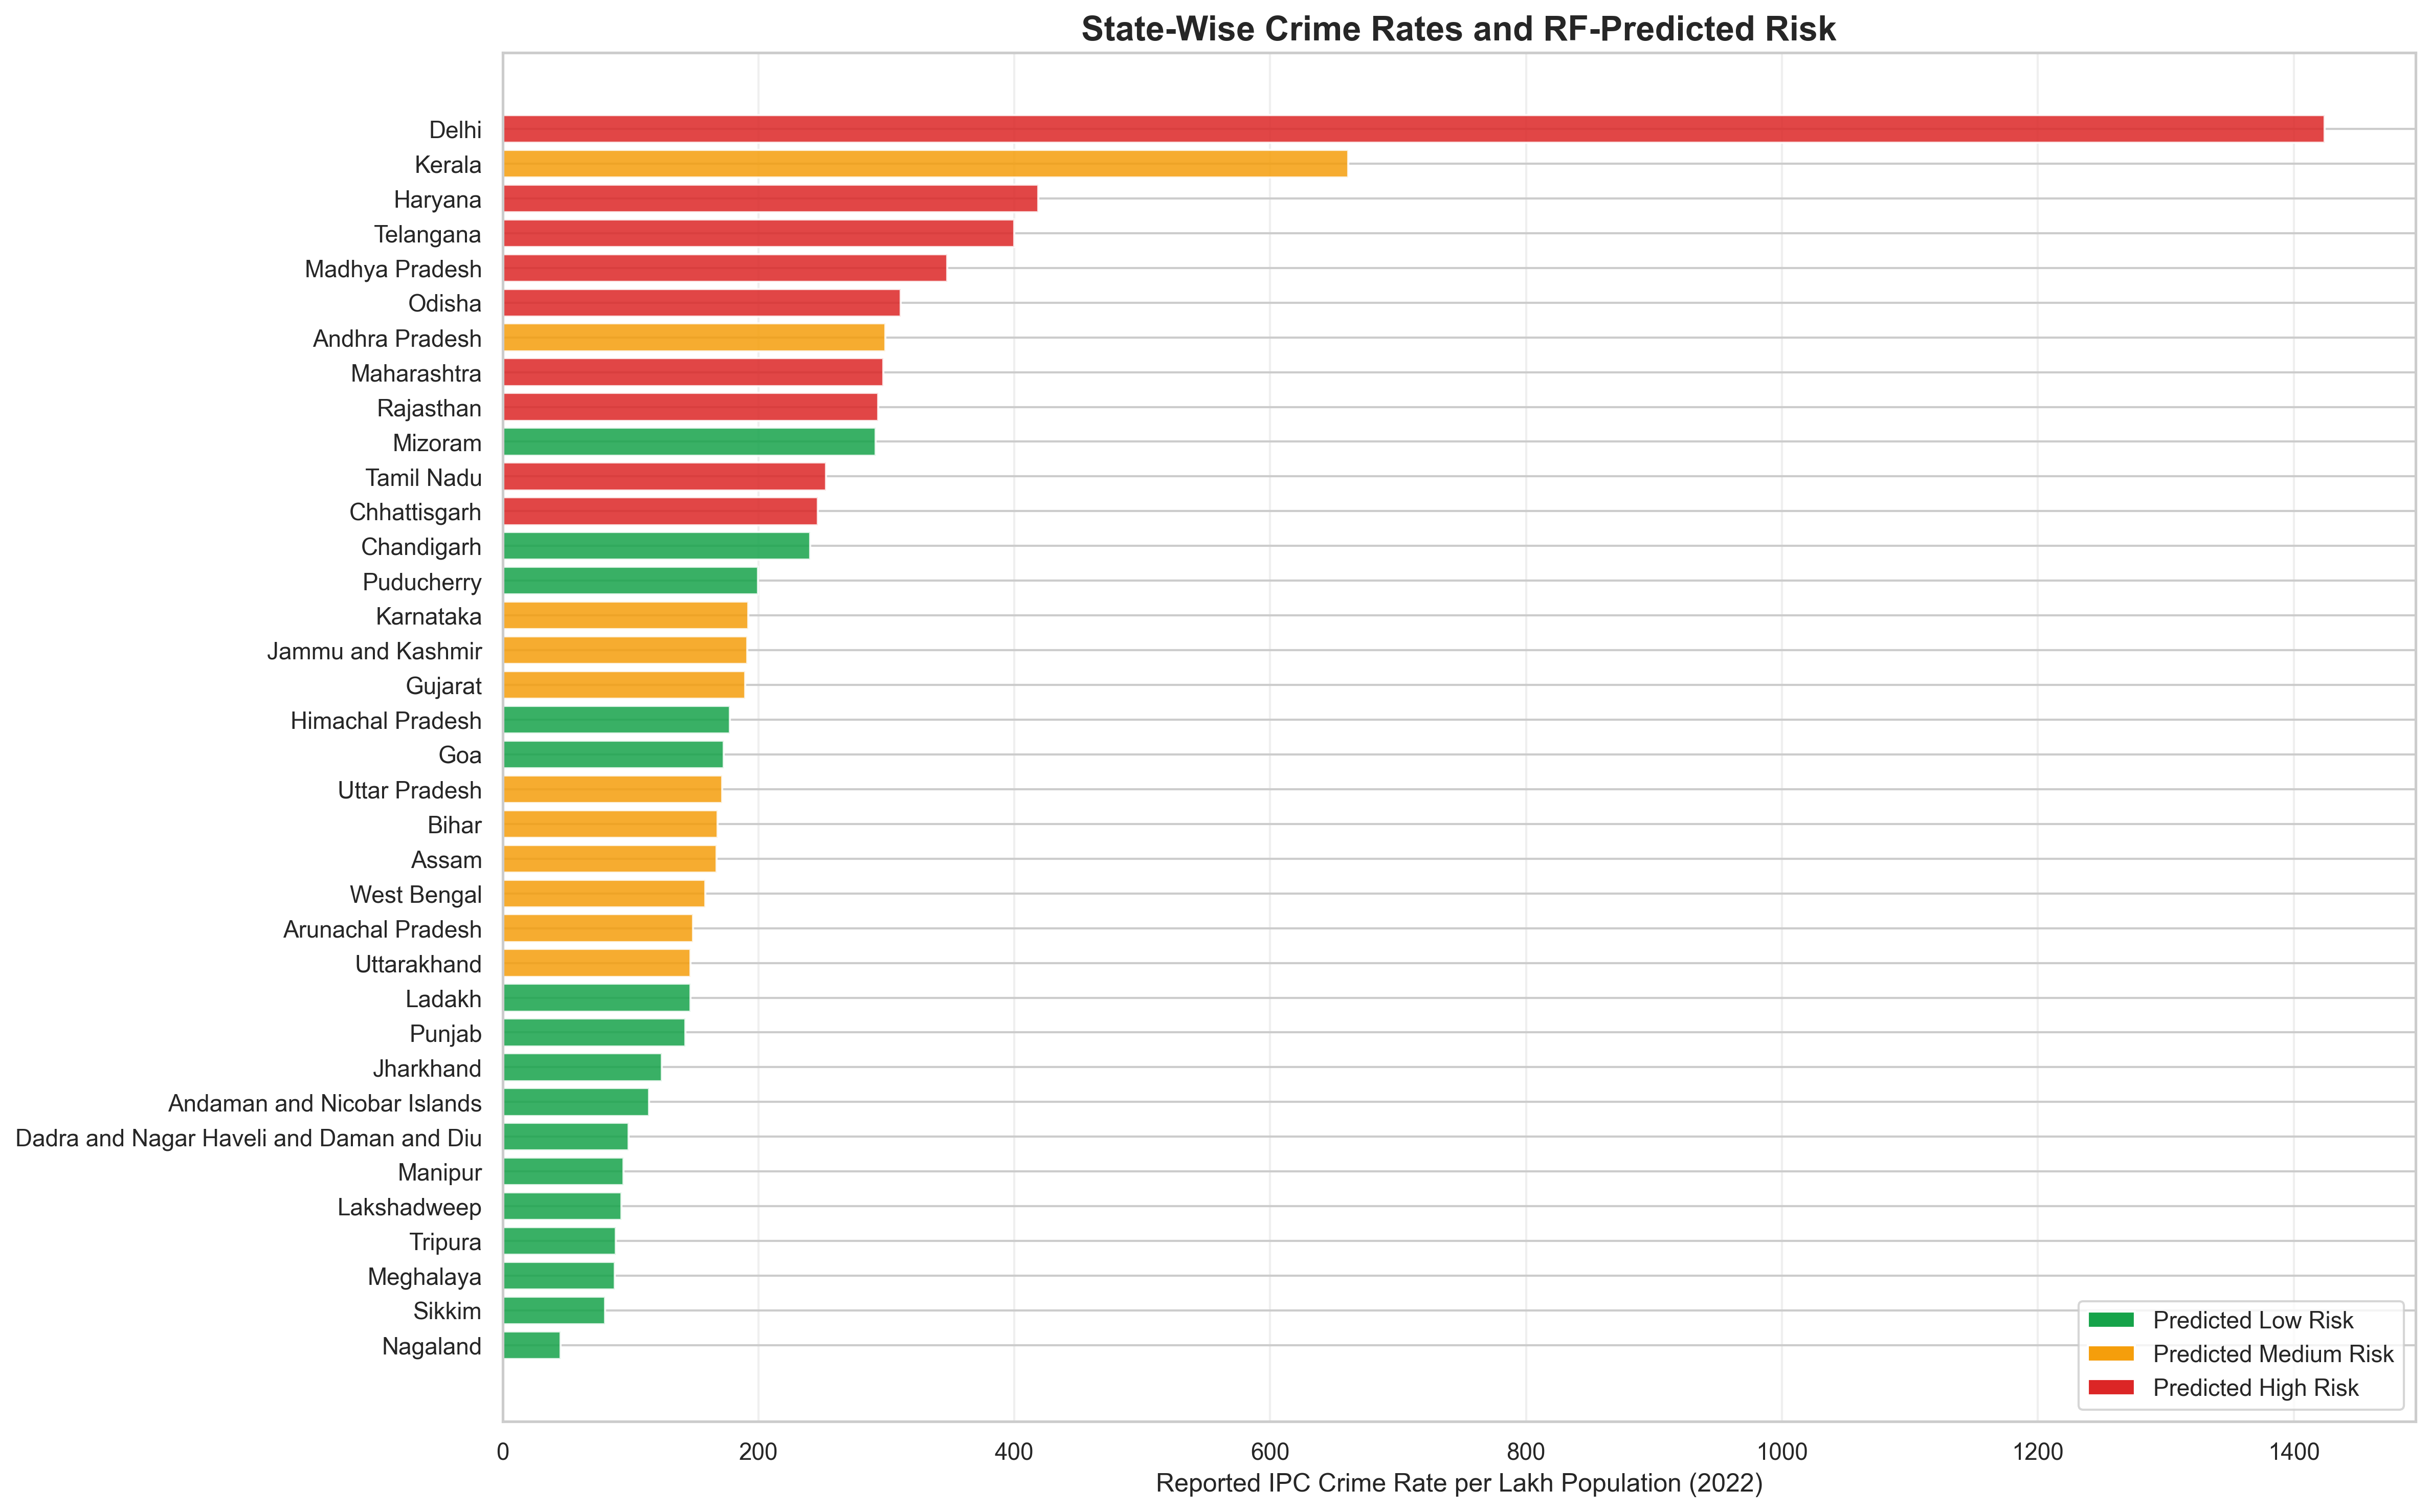 State-Wise Crime Rates and RF-Predicted Risk
Delhi
Kerala
Haryana
Telangana
Madhya Pradesh
Odisha
Andhra Pradesh
Maharashtra
Rajasthan
Mizoram
Tamil Nadu
Chhattisgarh
Chandigarh
Puducherry
Karnataka
Jammu and Kashmir
Gujarat
Himachal Pradesh
Goa
Uttar Pradesh
Bihar
Assam
West Bengal
Arunachal Pradesh
Uttarakhand
Ladakh
Punjab
Jharkhand
Andaman and Nicobar Islands
Dadra and Nagar Haveli and Daman and Diu
Manipur
Lakshadweep
Tripura
Meghalaya
Sikkim
Nagaland
Predicted Low Risk
Predicted Medium Risk
Predicted High Risk
0 200 400 600 800 1000 1200 1400
Reported IPC Crime Rate per Lakh Population (2022)